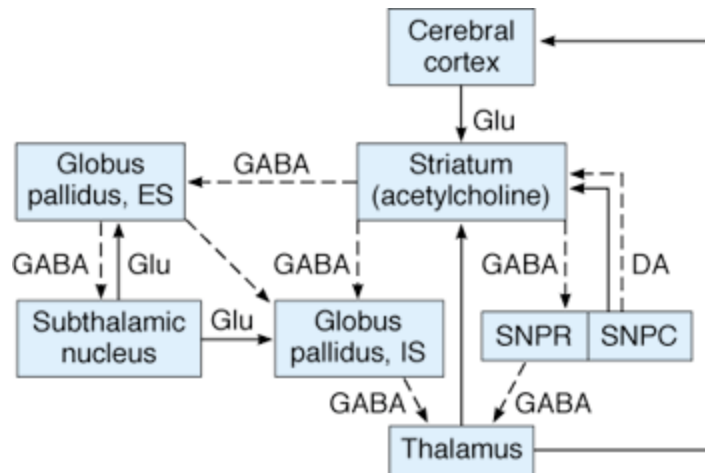 Cerebral
cortex
Glu
Globus
pallidus, ES
GABA
Striatum
(acetylcholine)
GABA
Glu
GABA
GABA
DA
Subthalamic
nucleus
Glu
Globus
pallidus, IS
SNPR
SNPC
GABA
GABA
Thalamus